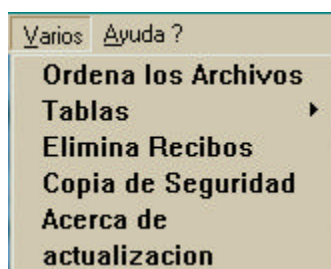 Varios Ayuda ?
Ordena los Archivos
Tablas
Elimina Recibos
Copia de Seguridad
Acerca de
actualizacion